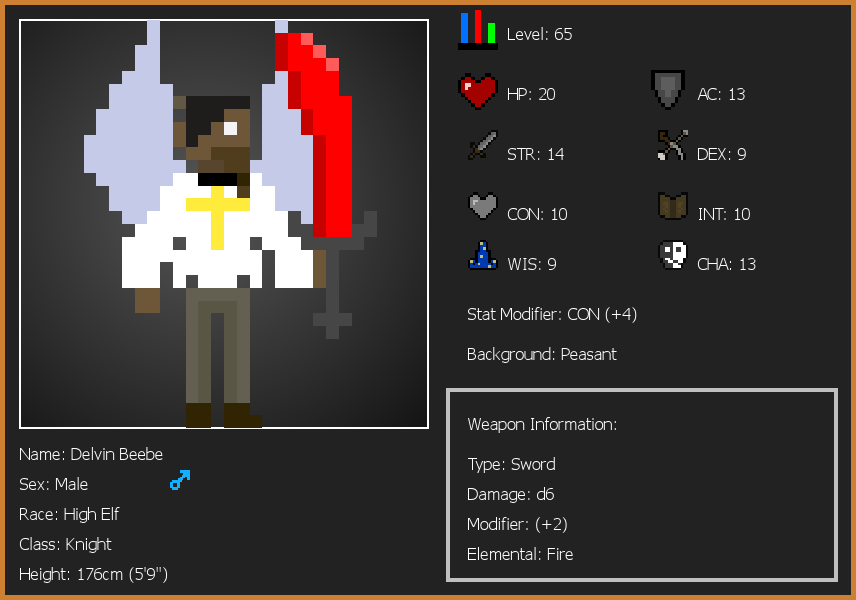 Level: 65
HP: 20
AC: 13
STR: 14
DEX: 9
CON: 10
INT: 10
WIS: 9
CHA: 13
Stat Modifier: CON (+4)
Background: Peasant
Weapon Information:
Type: Sword
Damage: d6
Modifier: (+2)
Elemental: Fire
Name: Delvin Beebe
Sex: Male
Race: High Elf
Class: Knight
Height: 176cm (5'9")